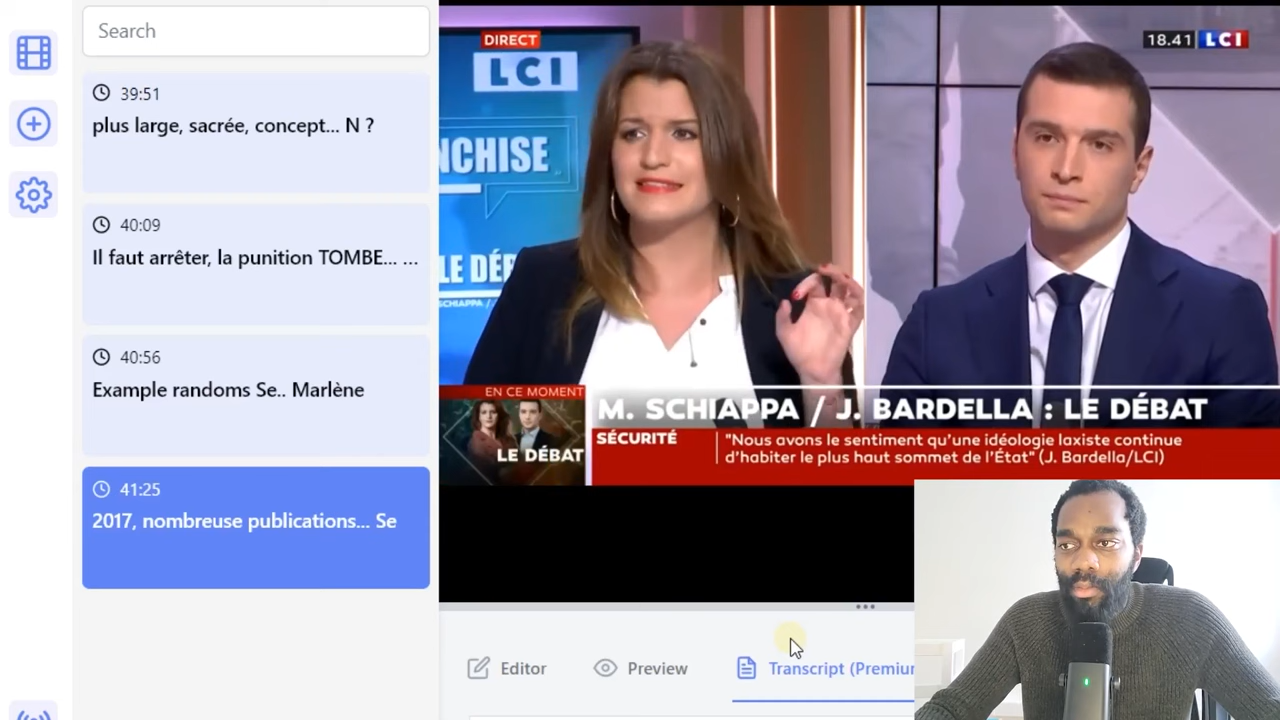 Search
39:51
plus large, sacrée, concept... N ?
40:09
Il faut arrêter, la punition TOMBE... ...
40:56
Example randoms Se.. Marlène
41:25
2017, nombreuse publications... Se
DIRECT
LCI
18.41 LCI
NCHISE
LE DÉ
SCHIAPPA /
EN CE MOMENT
LE DÉBAT
M. SCHIAPPA / J. BARDELLA : LE DÉBAT
SÉCURITÉ
"Nous avons le sentiment qu'une idéologie laxiste continue
d'habiter le plus haut sommet de l'État" (J. Bardella/LCI)
Editor
Preview
Transcript (Premiu